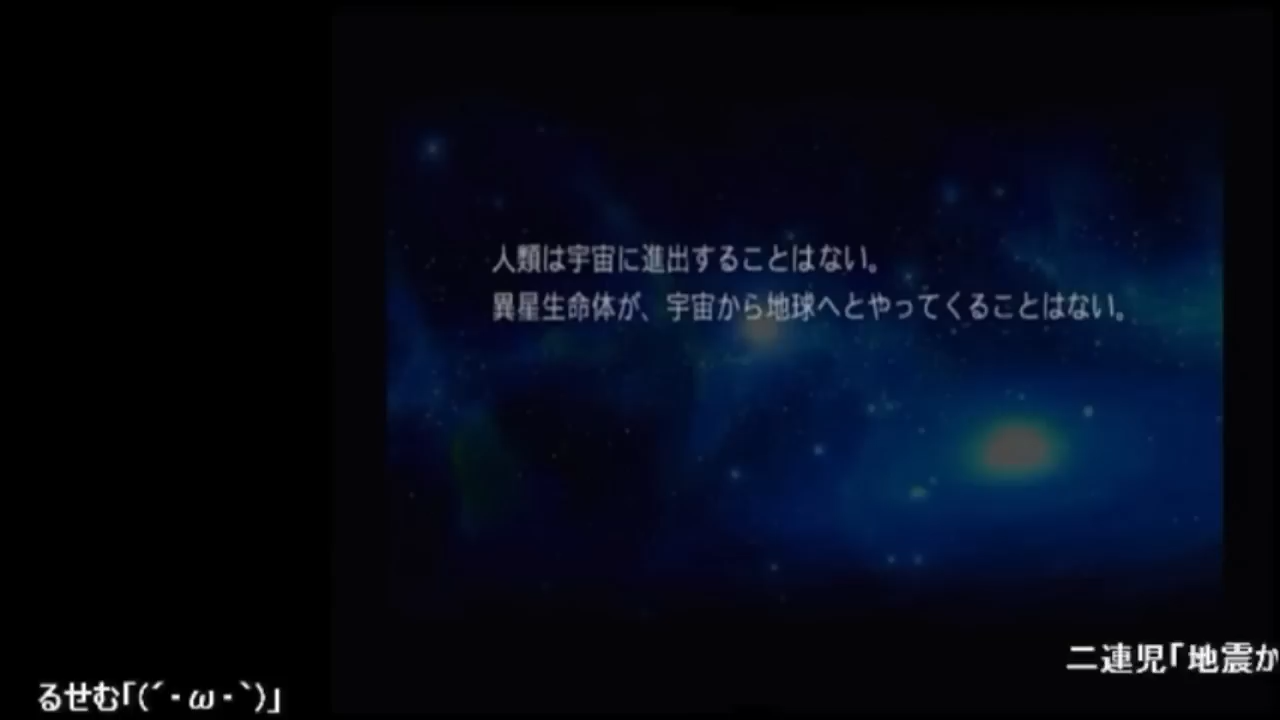 人類は宇宙に進出することはない。
異星生命体が、宇宙から地球へとやってくることはない。
二連児「地震か
るせむ「(´・ω・`)」